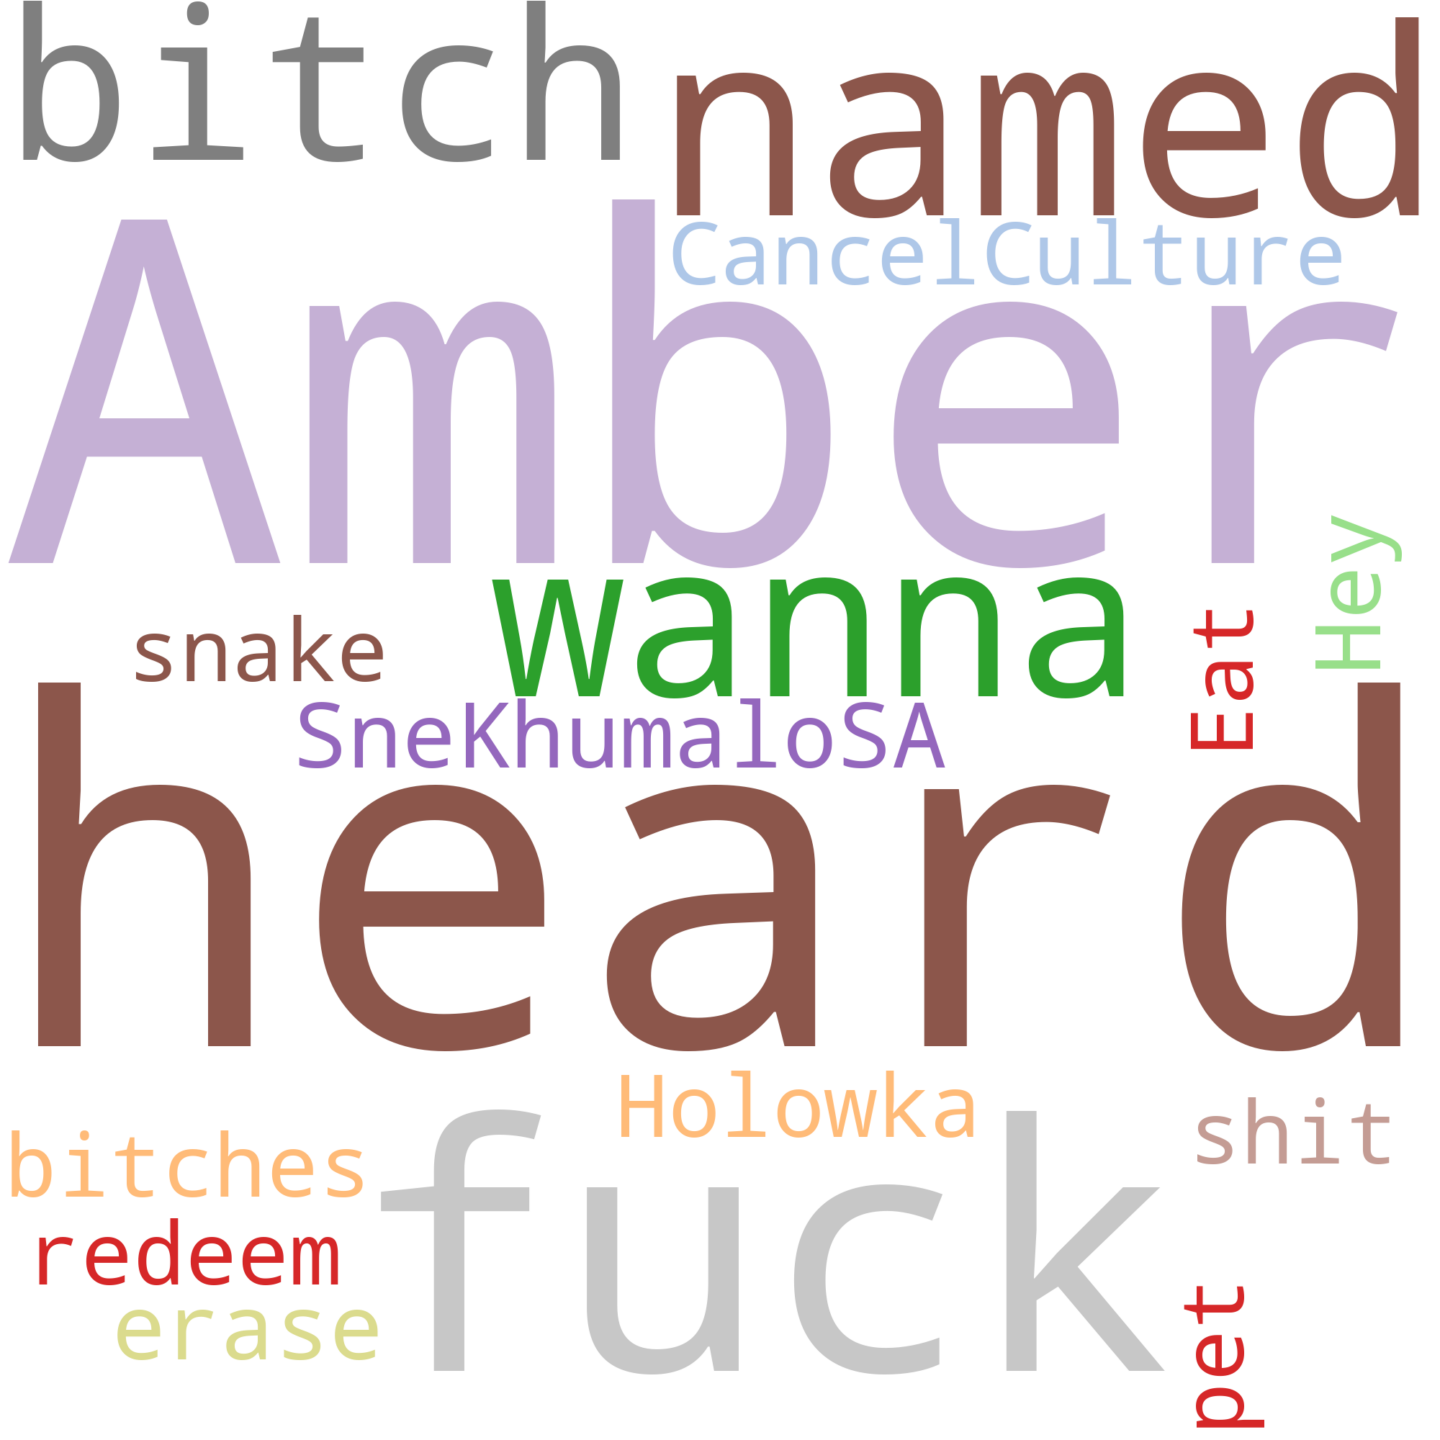 bitch
named
CancelCulture
Amber
Hey
wanna
Eat
snake
SneKhumaloSA
heard
Holowka
shit
bitches
fuck
redeem
erase
pet